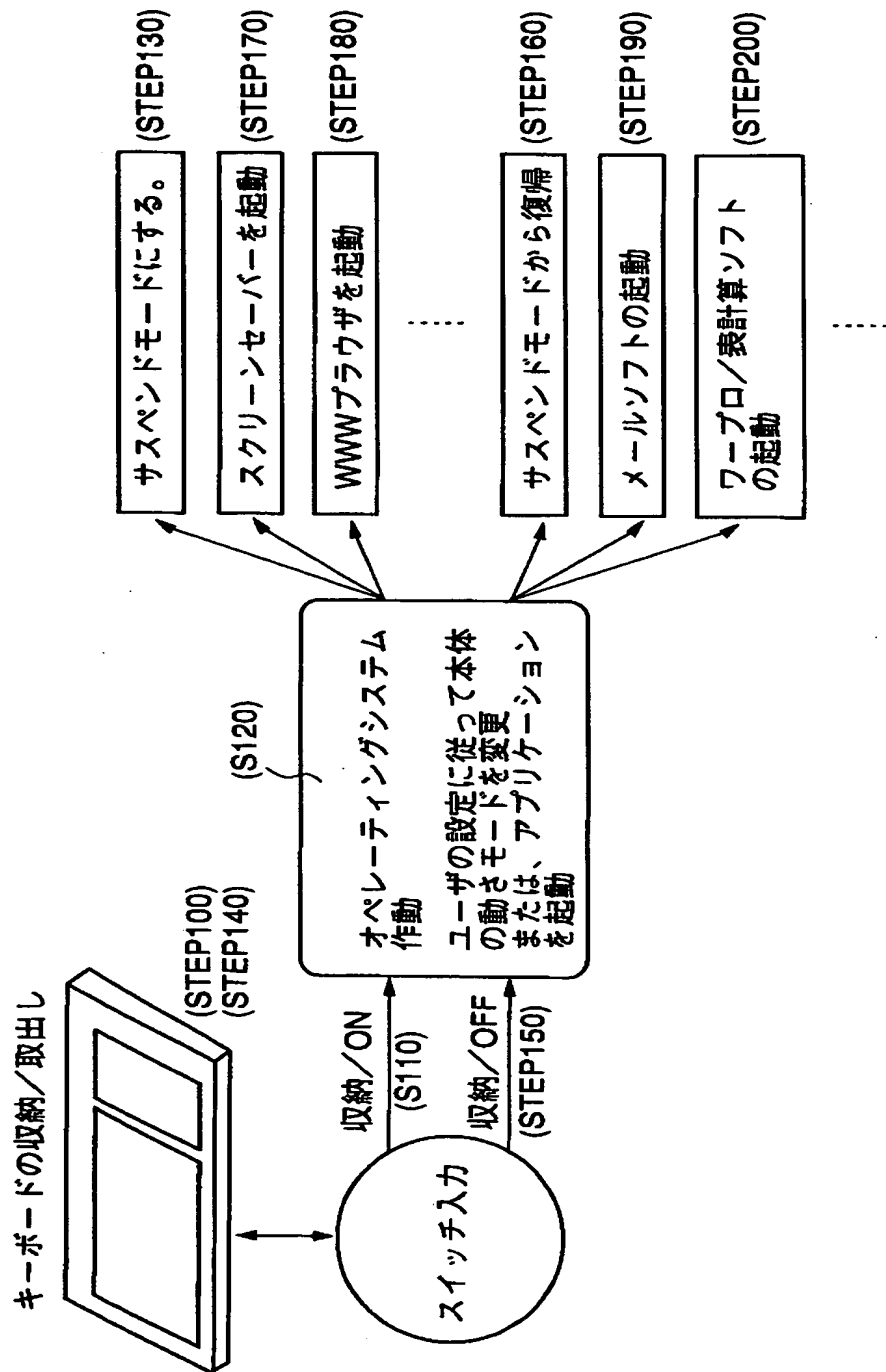 キーボードの収納／取出し
(STEP100)
(STEP140)
スイッチ入力
収納／ON
(S110)
収納／OFF
(STEP150)
(S120)
オペレーティングシステム
作動
ユーザの設定に従って本体
の動さモードを変更
または、アプリケーション
を起動
サスペンドモードにする。
(STEP130)
スクリーンセーバーを起動
(STEP170)
WWWブラウザを起動
(STEP180)
サスペンドモードから復帰
(STEP160)
メールソフトの起動
(STEP190)
ワープロ／表計算ソフト
の起動
(STEP200)